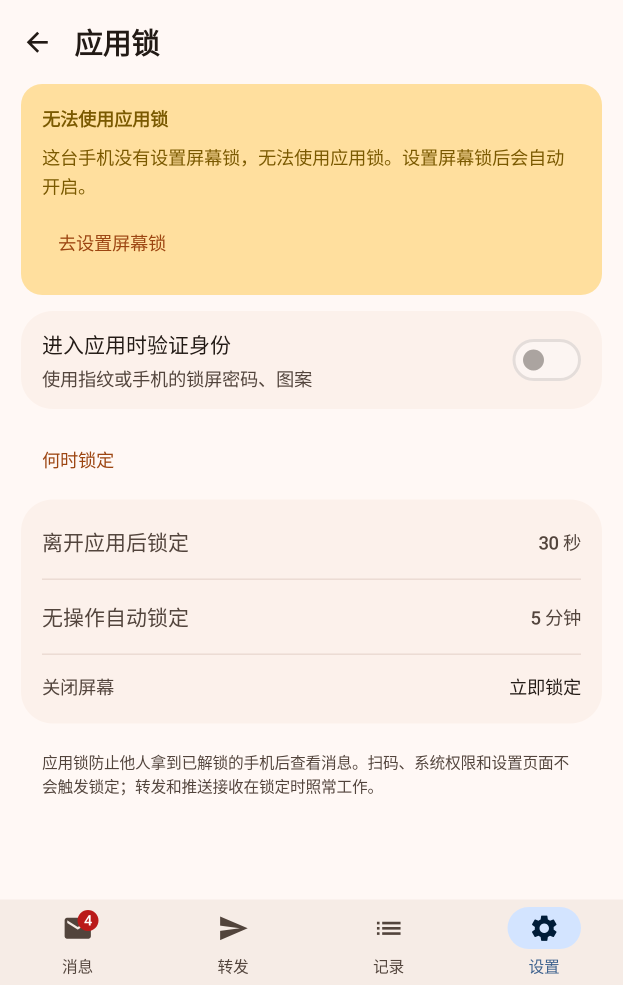 应用锁
无法使用应用锁
这台手机没有设置屏幕锁，无法使用应用锁。设置屏幕锁后会自动
开启。
去设置屏幕锁
进入应用时验证身份
使用指纹或手机的锁屏密码、图案
何时锁定
离开应用后锁定 30 秒
无操作自动锁定 5 分钟
关闭屏幕 立即锁定
应用锁防止他人拿到已解锁的手机后查看消息。扫码、系统权限和设置页面不
会触发锁定；转发和推送接收在锁定时照常工作。
4
消息 转发 记录 设置